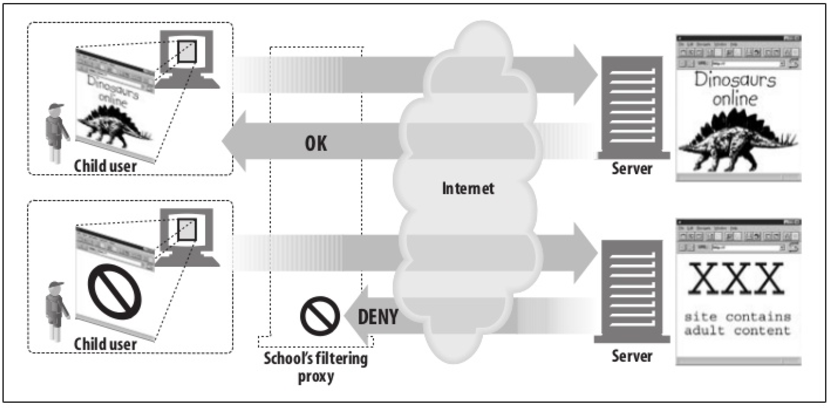 Dinosaurs
online
Child user
OK
Internet
Server
Dinosaurs
online
Child user
DENY
School's filtering
proxy
Server
XXX
site contains
adult content